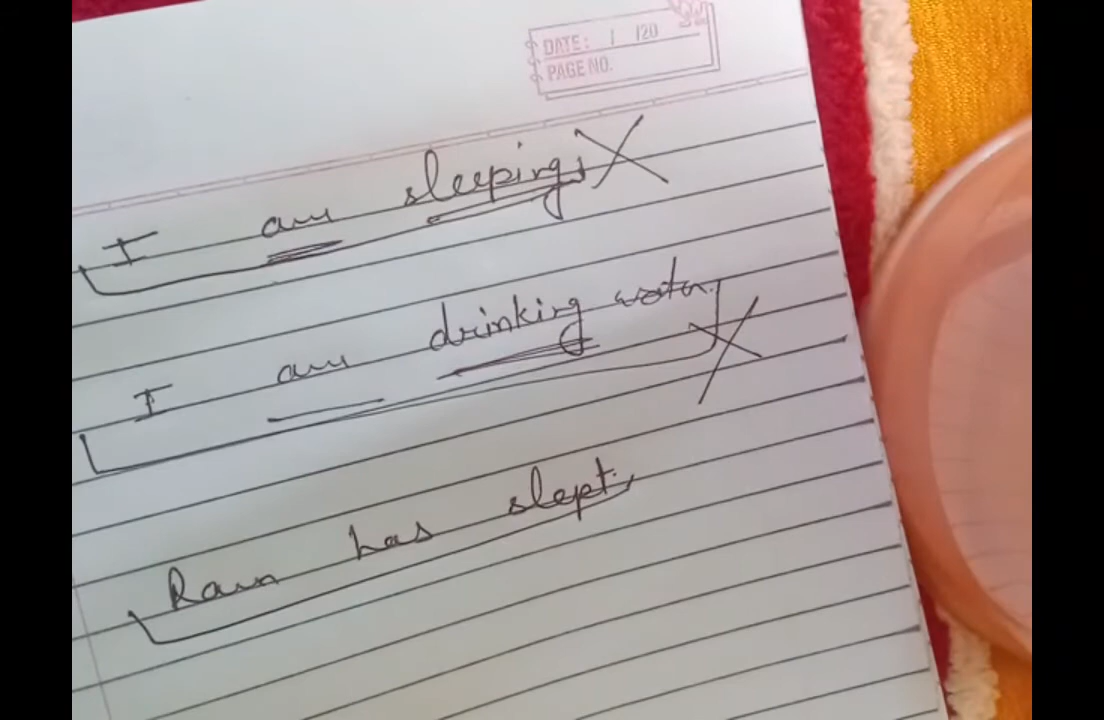 DATE: / /20
PAGE NO.
I am sleeping
I am drinking water.
Ram has slept.